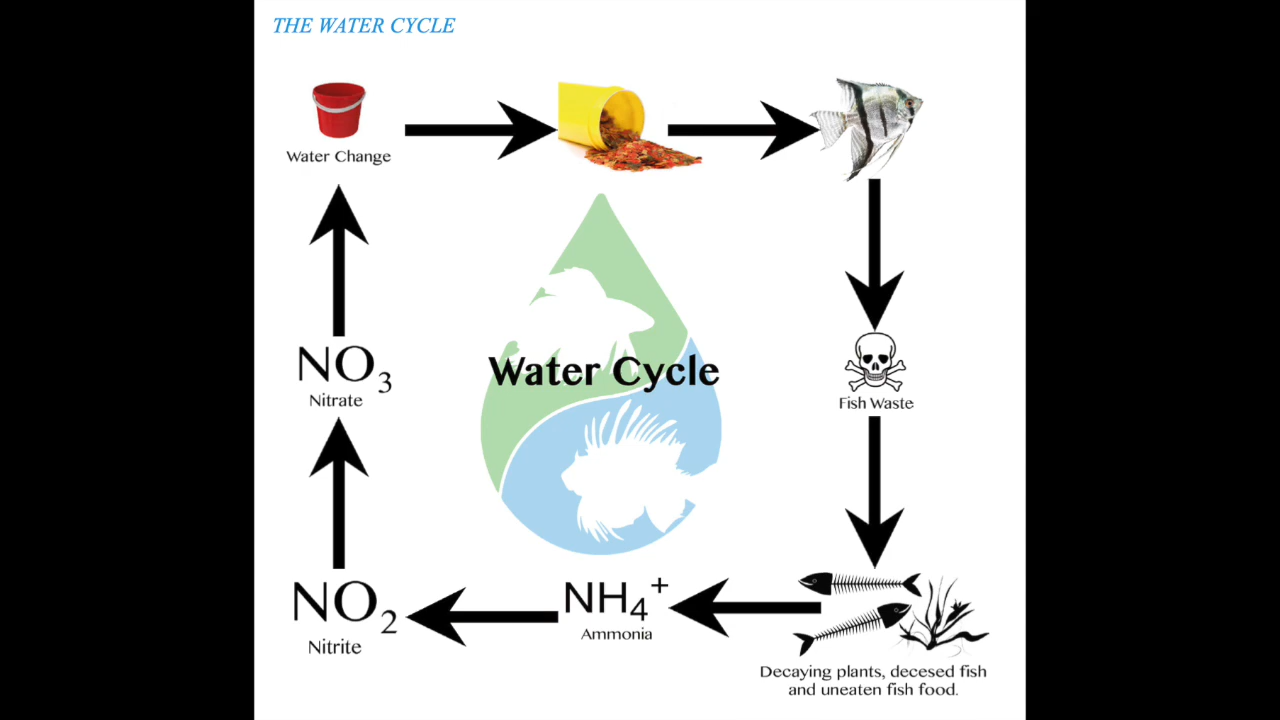 THE WATER CYCLE
Water Change
NO3
Nitrate
Water Cycle
Fish Waste
NO2
Nitrite
NH4+
Ammonia
Decaying plants, decesed fish
and uneaten fish food.